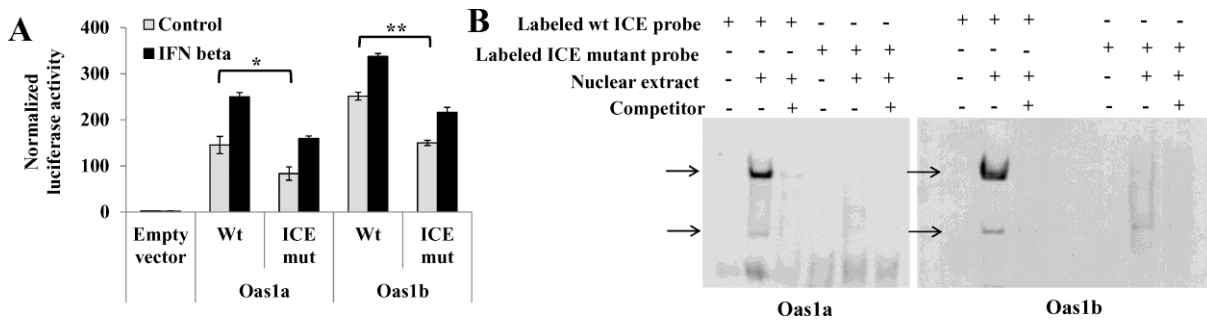 A
Normalized
luciferase activity
400
300
200
100
0
Control
IFN beta
*
**
Empty
vector
Wt
ICE
mut
Wt
ICE
mut
Oas1a
Oas1b
B
Labeled wt ICE probe + + + - - - + + + - - -
Labeled ICE mutant probe - - - + + + - - - + + +
Nuclear extract - + + - + + - + + - + +
Competitor - - + - - + - - + - - +
Oas1a
Oas1b